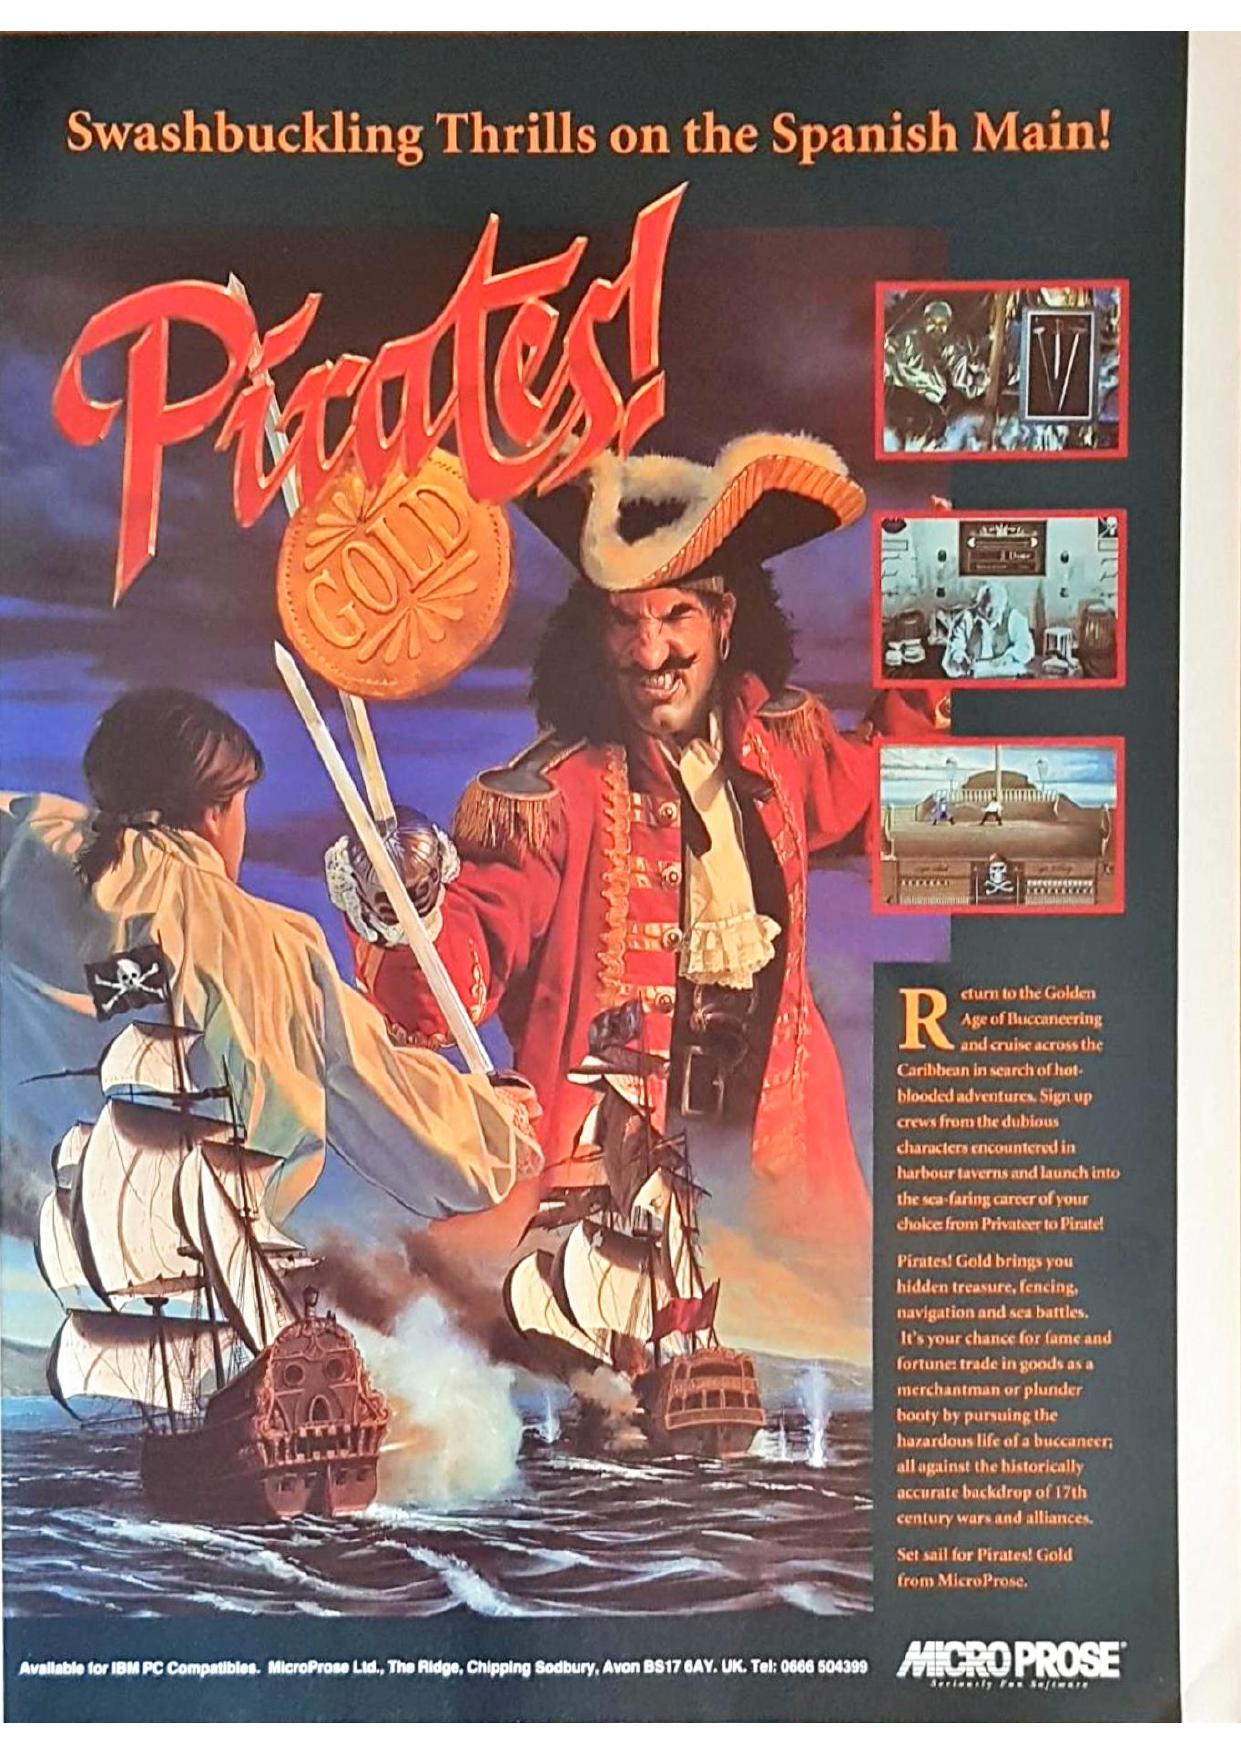 Swashbuckling Thrills on the Spanish Main!
Pirates!
GOLD
Return to the Golden
Age of Buccaneering
and cruise across the
Caribbean in search of hot-
blooded adventures. Sign up
crews from the dubious
characters encountered in
harbour taverns and launch into
the sea-faring career of your
choice: from Privateer to Pirate!
Pirates! Gold brings you
hidden treasure, fencing,
navigation and sea battles.
It's your chance for fame and
fortune: trade in goods as a
merchantman or plunder
booty by pursuing the
hazardous life of a buccaneer;
all against the historically
accurate backdrop of 17th
century wars and alliances.
Set sail for Pirates! Gold
from MicroProse.
Available for IBM PC Compatibles. MicroProse Ltd., The Ridge, Chipping Sodbury, Avon BS17 6AY. UK. Tel: 0666 504399
MICROPROSE
Seriously Fun Software